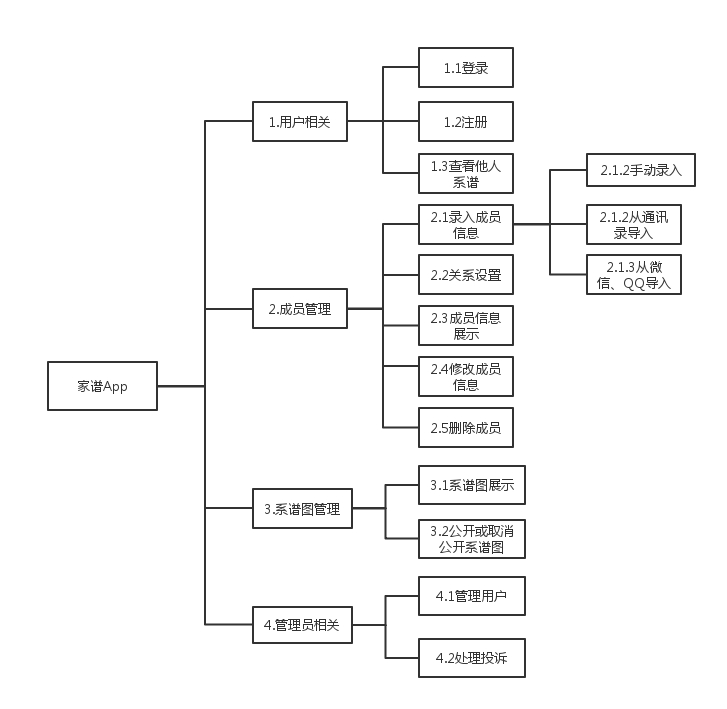 1.1登录
1.用户相关
1.2注册
1.3查看他人
系谱
2.1.2手动录入
2.1录入成员
信息
2.1.2从通讯
录导入
2.2关系设置
2.1.3从微
信、QQ导入
2.成员管理
2.3成员信息
展示
2.4修改成员
信息
家谱App
2.5删除成员
3.1系谱图展示
3.系谱图管理
3.2公开或取消
公开系谱图
4.1管理用户
4.管理员相关
4.2处理投诉